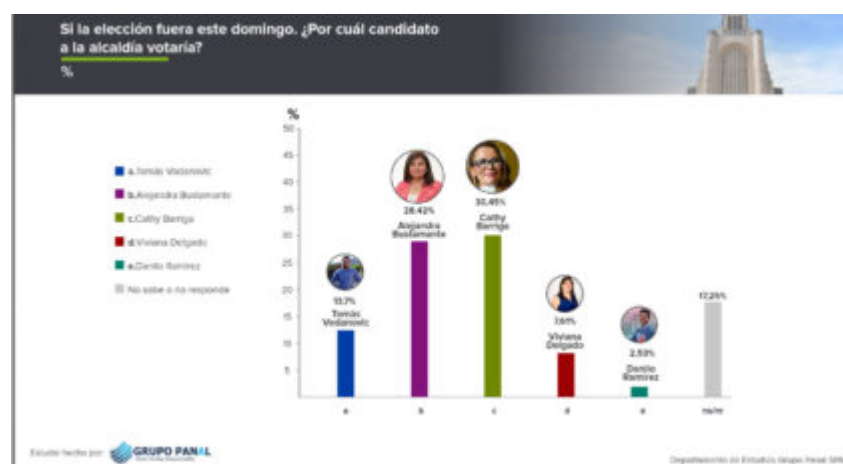 Si la elección fuera este domingo. ¿Por cuál candidato
a la alcaldía votaría?
%
%
50
45
40
35
30
25
20
15
10
5
a.Tomás Vodanovic
b.Alejandra Bustamante
c.Cathy Barriga
d.Viviana Delgado
e.Danilo Ramírez
No sabe o no responde
13.7%
Tomás
Vodanovic
28.42%
Alejandra
Bustamante
30,45%
Cathy
Barriga
7.61%
Viviana
Delgado
2.53%
Danilo
Ramírez
17,25%
a
b
c
d
e
ns/nr
Estudio hecho por
GRUPO PANAL
Departamento de Estudios Grupo Panal